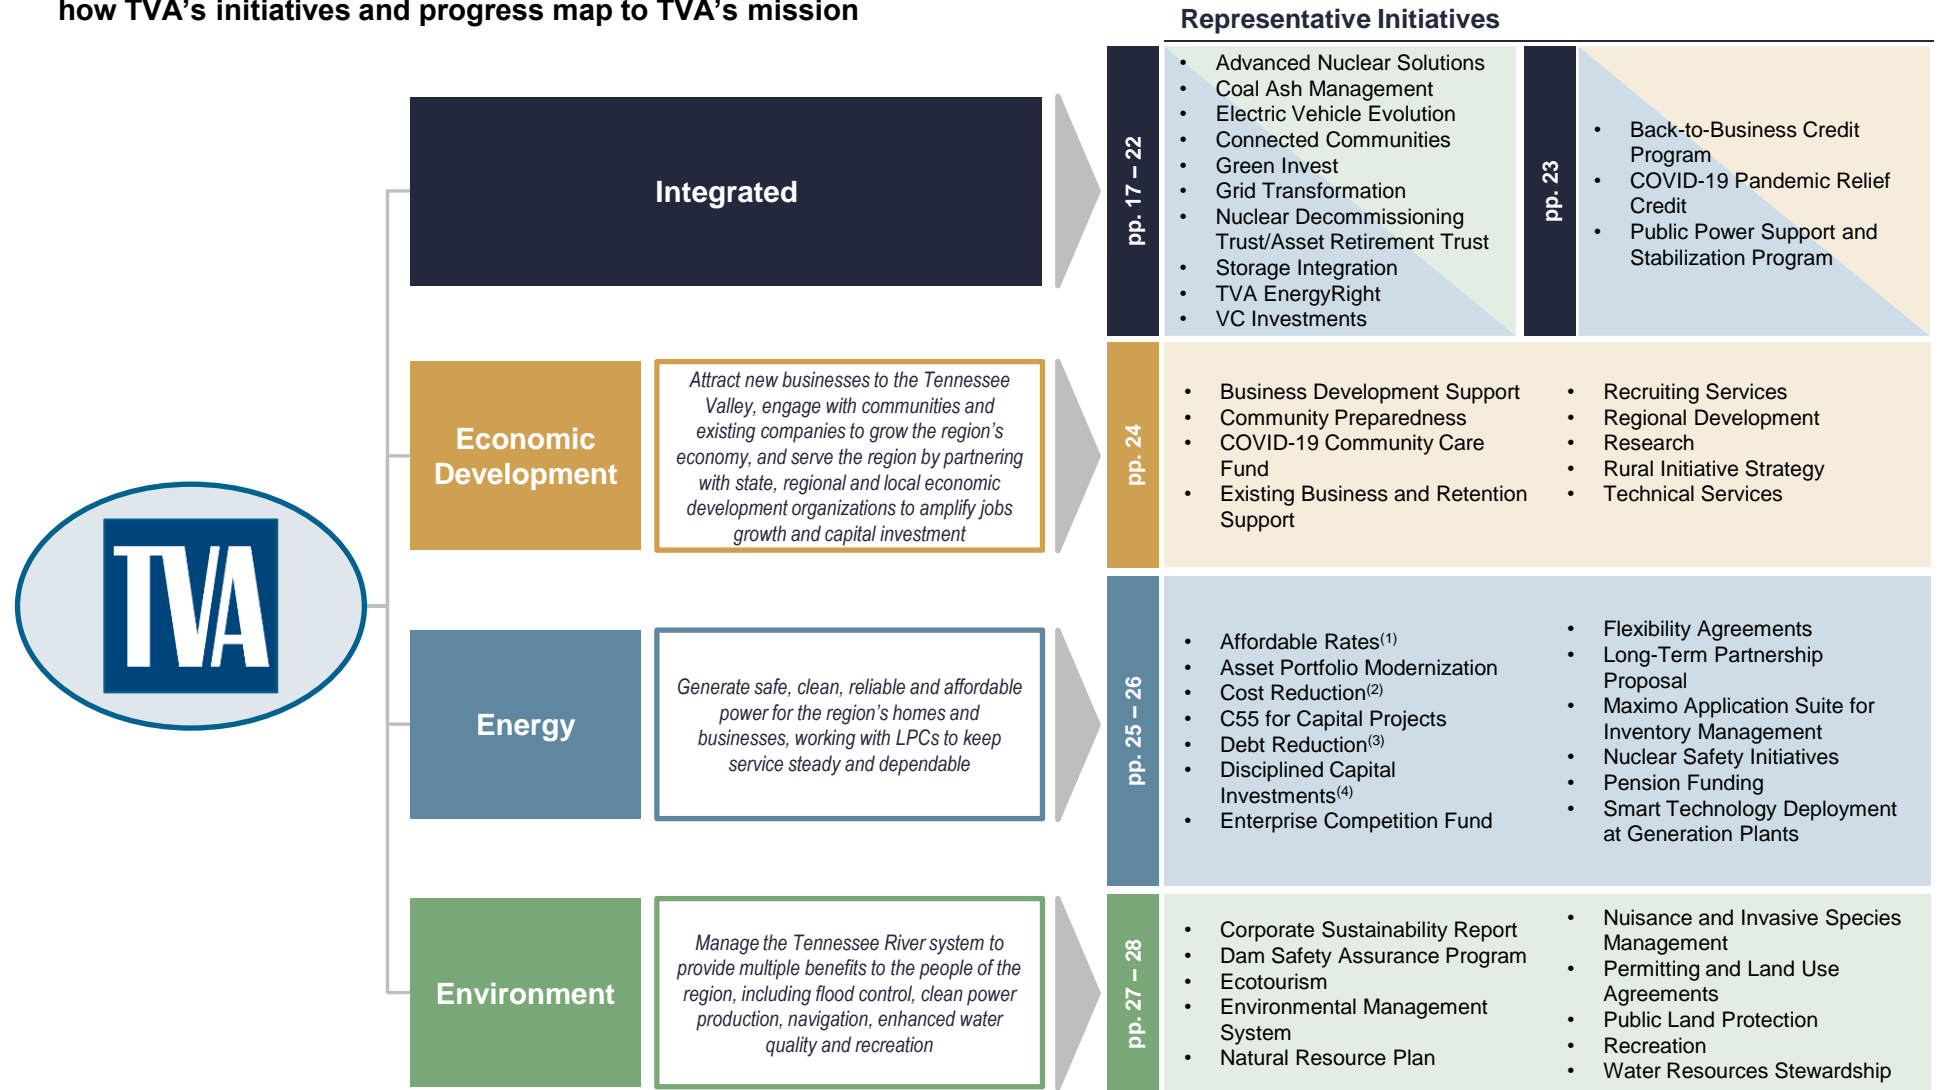 how TVA's initiatives and progress map to TVA's mission
Representative Initiatives
Integrated
pp. 17 – 22
• Advanced Nuclear Solutions
• Coal Ash Management
• Electric Vehicle Evolution
• Connected Communities
• Green Invest
• Grid Transformation
• Nuclear Decommissioning
Trust/Asset Retirement Trust
• Storage Integration
• TVA EnergyRight
• VC Investments
pp. 23
• Back-to-Business Credit
Program
• COVID-19 Pandemic Relief
Credit
• Public Power Support and
Stabilization Program
Economic
Development
Attract new businesses to the Tennessee
Valley, engage with communities and
existing companies to grow the region's
economy, and serve the region by partnering
with state, regional and local economic
development organizations to amplify jobs
growth and capital investment
pp. 24
• Business Development Support
• Community Preparedness
• COVID-19 Community Care
Fund
• Existing Business and Retention
Support
• Recruiting Services
• Regional Development
• Research
• Rural Initiative Strategy
• Technical Services
TVA
Energy
Generate safe, clean, reliable and affordable
power for the region's homes and
businesses, working with LPCs to keep
service steady and dependable
pp. 25 – 26
• Affordable Rates(1)
• Asset Portfolio Modernization
• Cost Reduction(2)
• C55 for Capital Projects
• Debt Reduction(3)
• Disciplined Capital
Investments(4)
• Enterprise Competition Fund
• Flexibility Agreements
• Long-Term Partnership
Proposal
• Maximo Application Suite for
Inventory Management
• Nuclear Safety Initiatives
• Pension Funding
• Smart Technology Deployment
at Generation Plants
Environment
Manage the Tennessee River system to
provide multiple benefits to the people of the
region, including flood control, clean power
production, navigation, enhanced water
quality and recreation
pp. 27 – 28
• Corporate Sustainability Report
• Dam Safety Assurance Program
• Ecotourism
• Environmental Management
System
• Natural Resource Plan
• Nuisance and Invasive Species
Management
• Permitting and Land Use
Agreements
• Public Land Protection
• Recreation
• Water Resources Stewardship